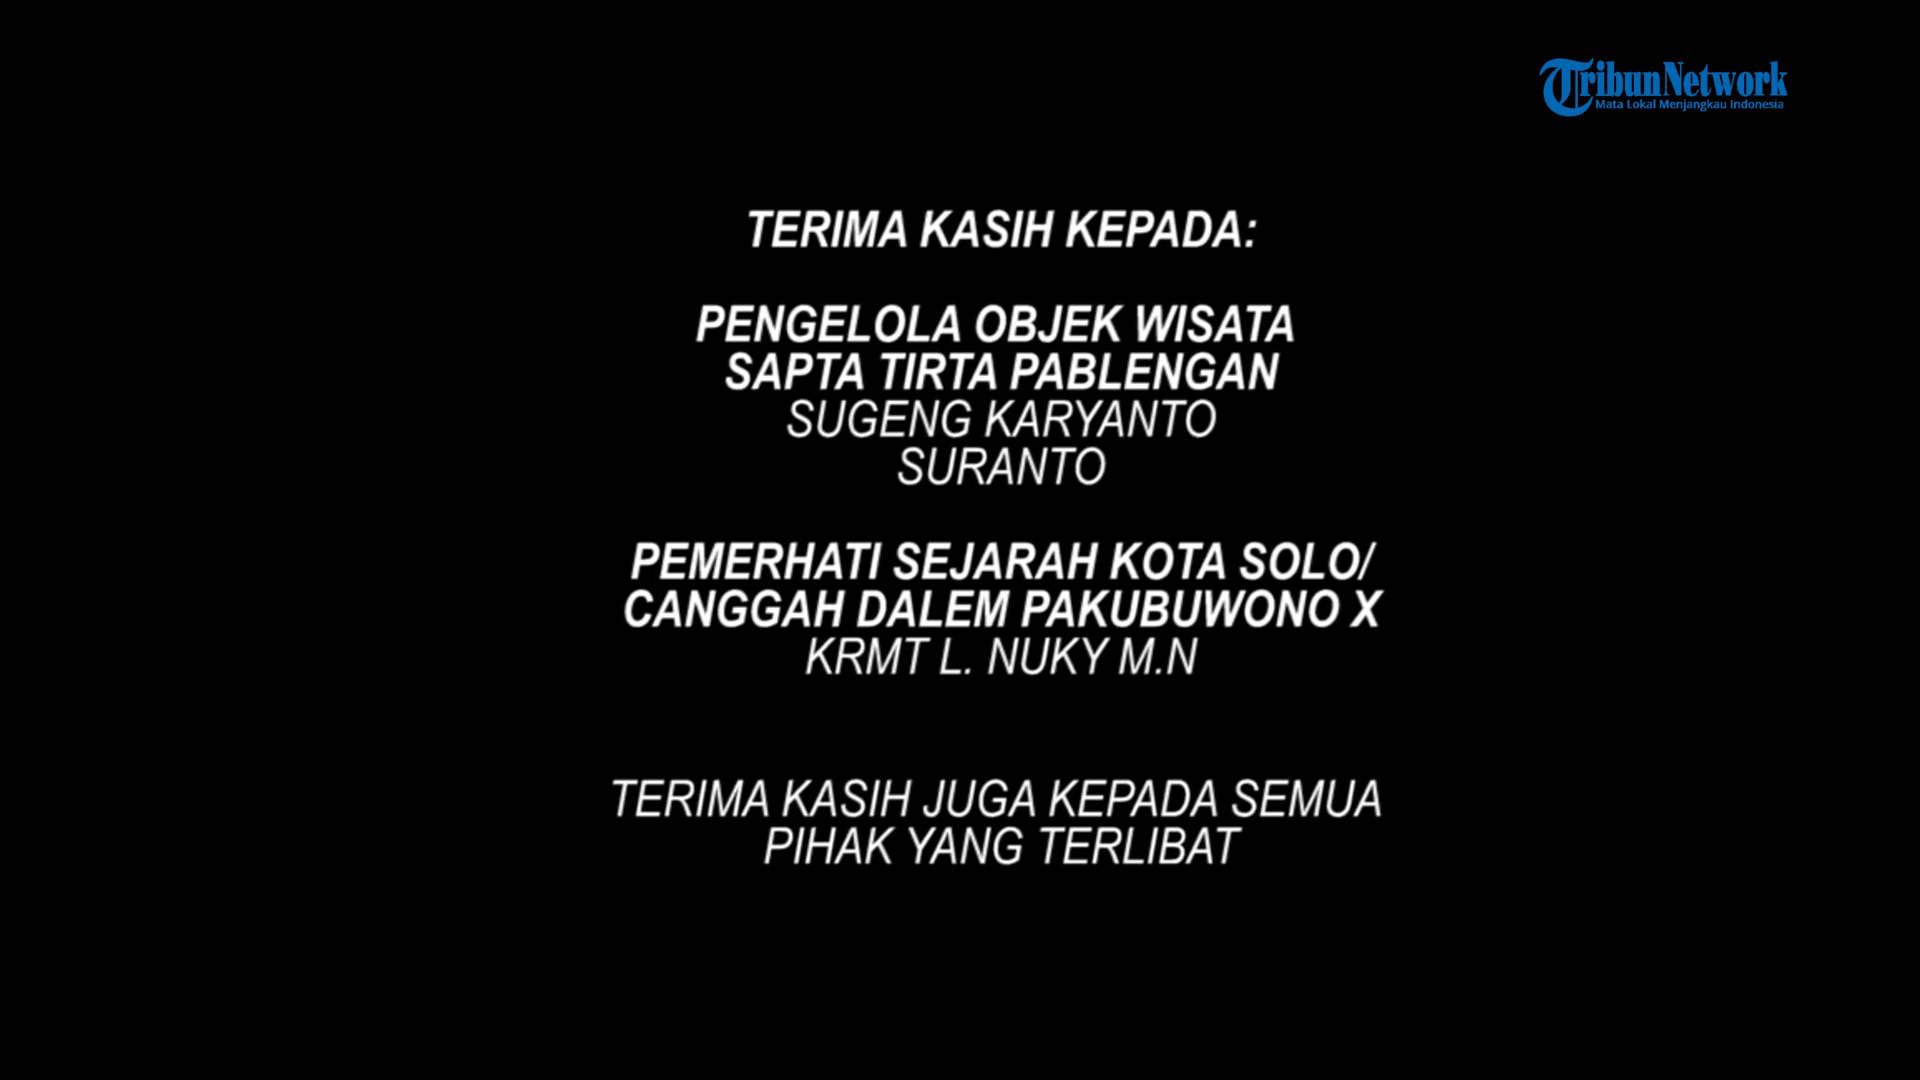 TribunNetwork
Mata Lokal Menjangkau Indonesia
TERIMA KASIH KEPADA:
PENGELOLA OBJEK WISATA
SAPTA TIRTA PABLENGAN
SUGENG KARYANTO
SURANTO
PEMERHATI SEJARAH KOTA SOLO/
CANGGAH DALEM PAKUBUWONO X
KRMT L. NUKY M.N
TERIMA KASIH JUGA KEPADA SEMUA
PIHAK YANG TERLIBAT